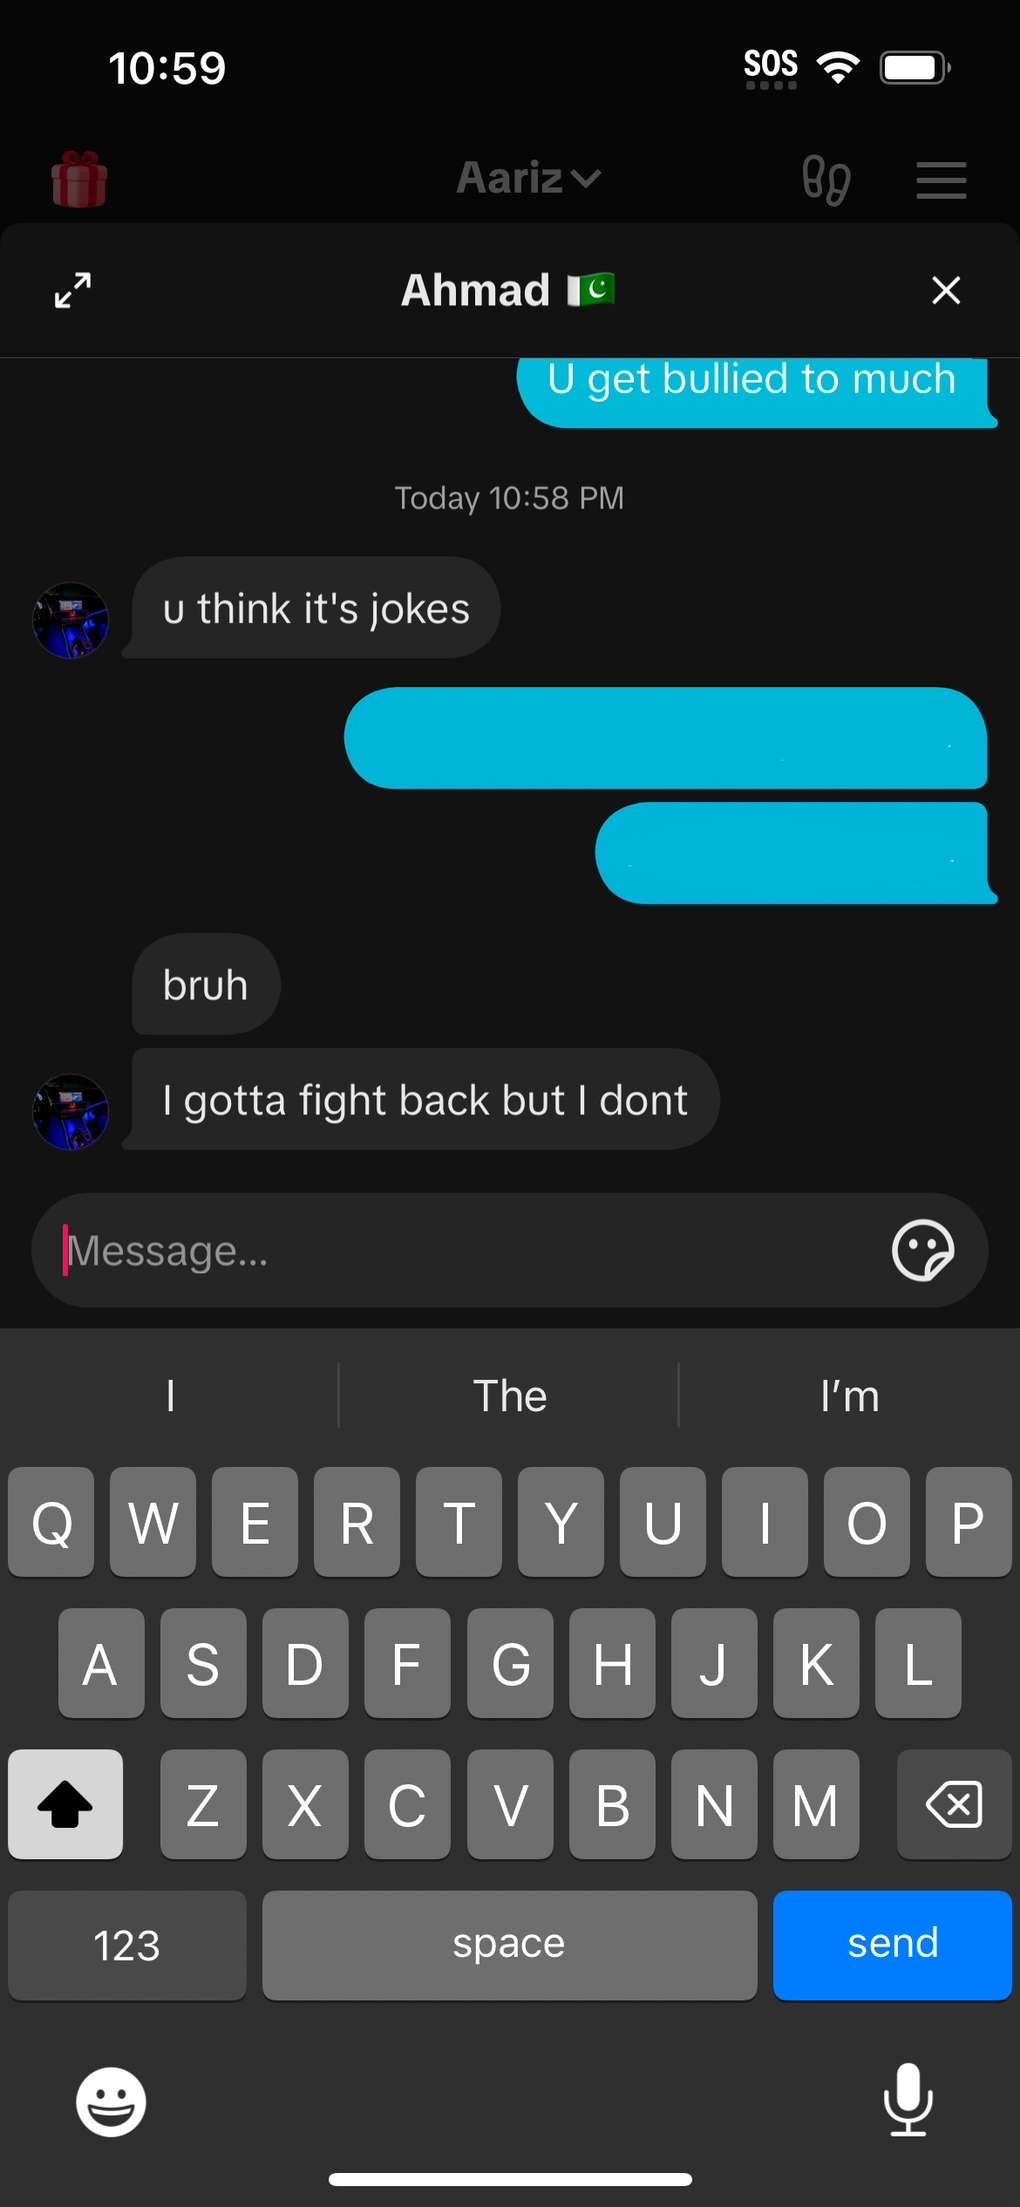 10:59
SOS
Aariz
Ahmad 🇵🇰
U get bullied to much
Today 10:58 PM
u think it's jokes
bruh
I gotta fight back but I dont
Message...
I The I'm
Q W E R T Y U I O P
A S D F G H J K L
Z X C V B N M
123 space send